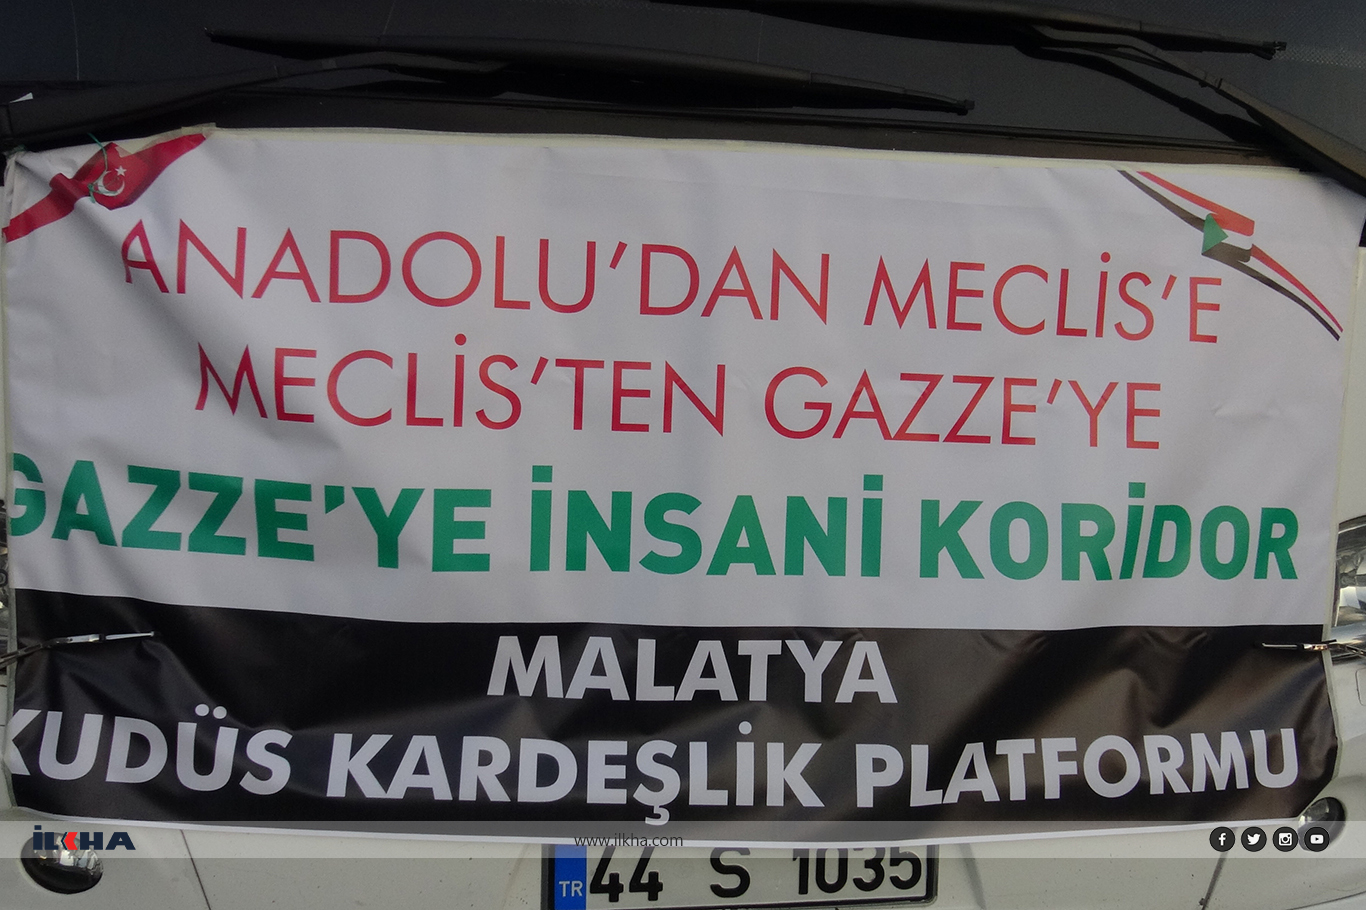 ANADOLU'DAN MECLİS'E
MECLİS'TEN GAZZE'YE
GAZZE'YE İNSANİ KORİDOR
MALATYA
KUDÜS KARDEŞLİK PLATFORMU
İLKHA
www.ilkha.com
TR 44 S 1035